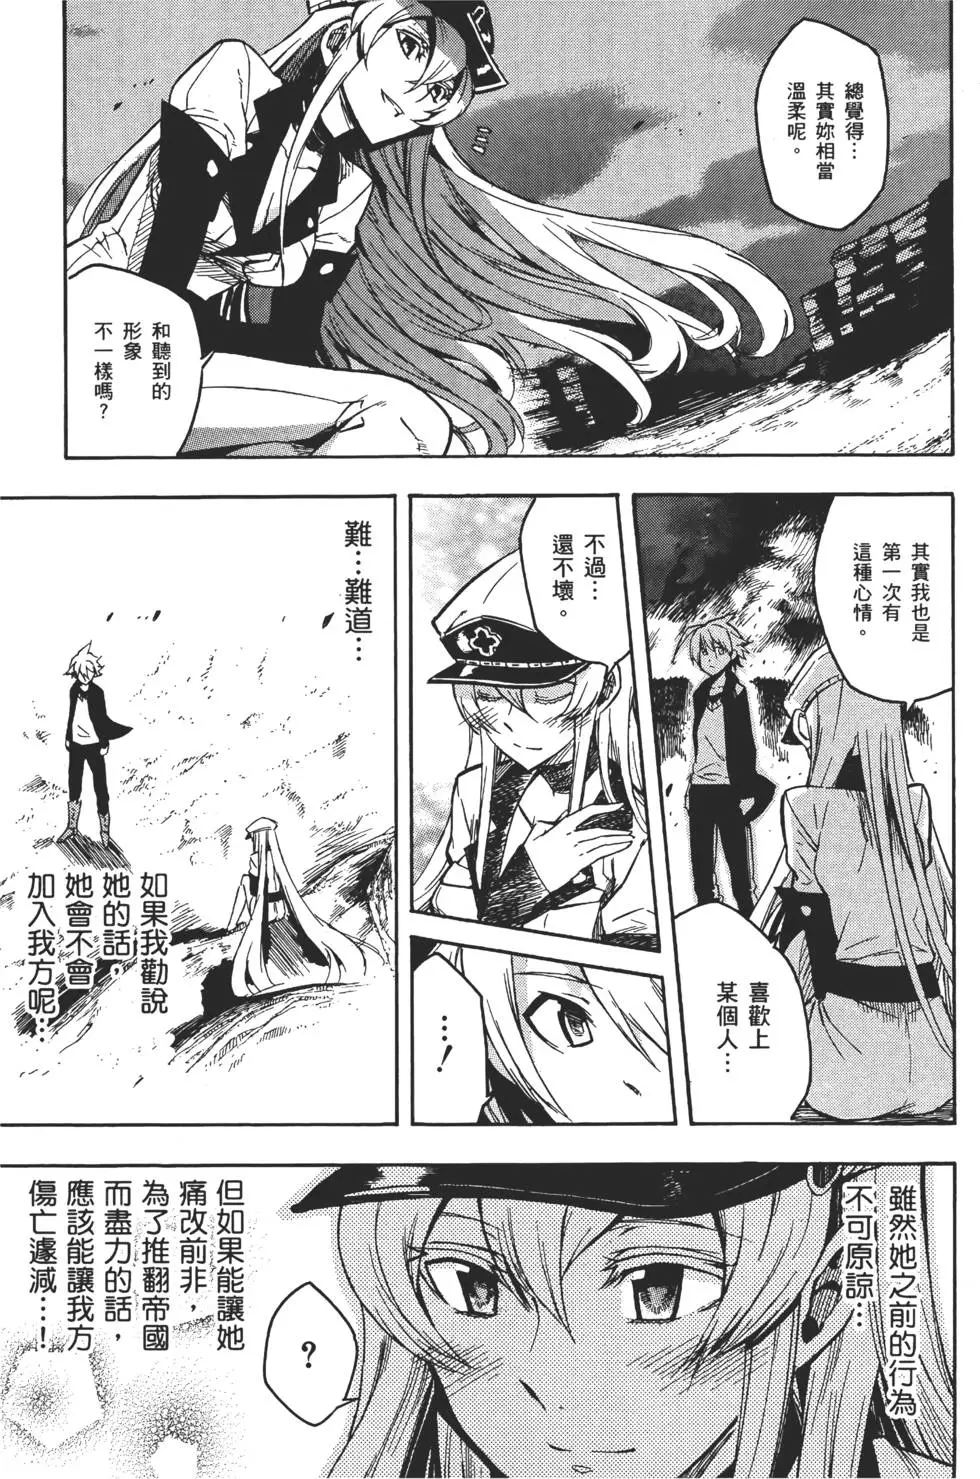 總覺得…
其實妳相當
溫柔呢。
和聽到的
形象
不一樣嗎？
其實我也是
第一次有
這種心情。
喜歡上
某個人…
不過…
還不壞。
…！
難…難道…
如果我勸說
她的話，
她會不會
加入我方呢…
雖然她之前的行為
不可原諒…
？
但如果能讓她
痛改前非，
為了推翻帝國
而盡力的話，
應該能讓我方
傷亡遽減…！